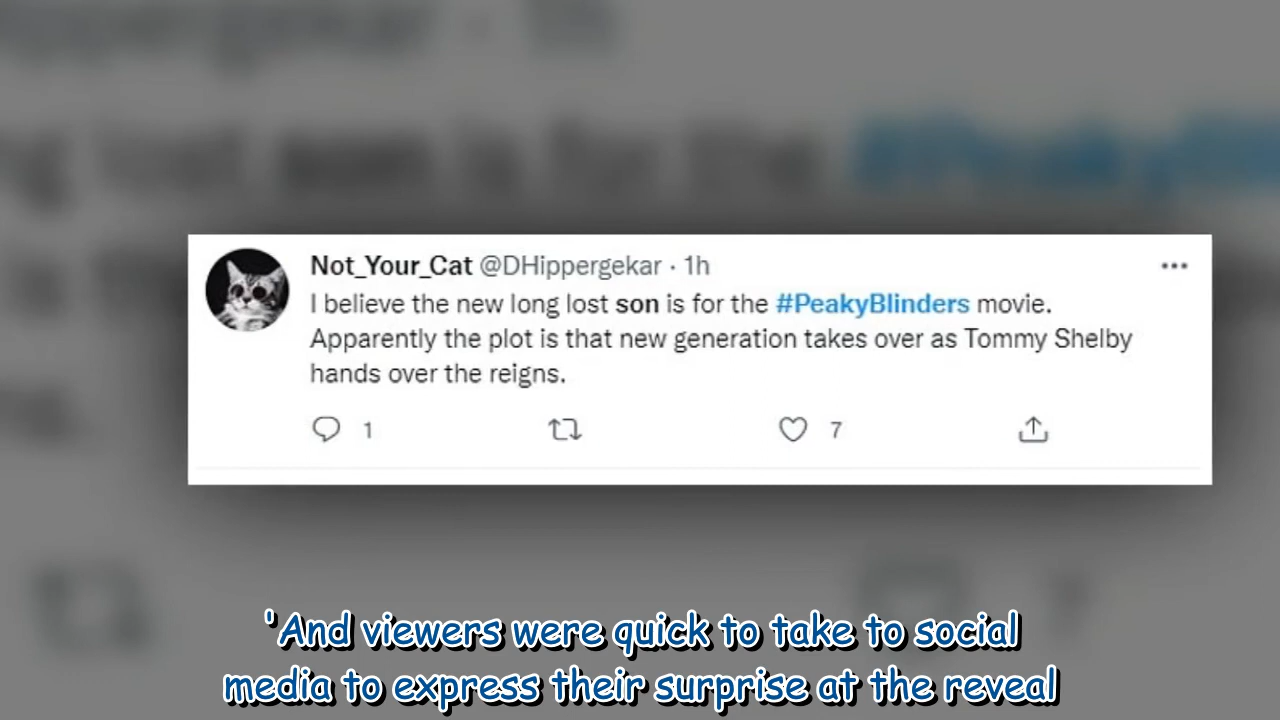 Not_Your_Cat @DHippergekar · 1h
I believe the new long lost son is for the #PeakyBlinders movie.
Apparently the plot is that new generation takes over as Tommy Shelby
hands over the reigns.
1 7
'And viewers were quick to take to social
media to express their surprise at the reveal